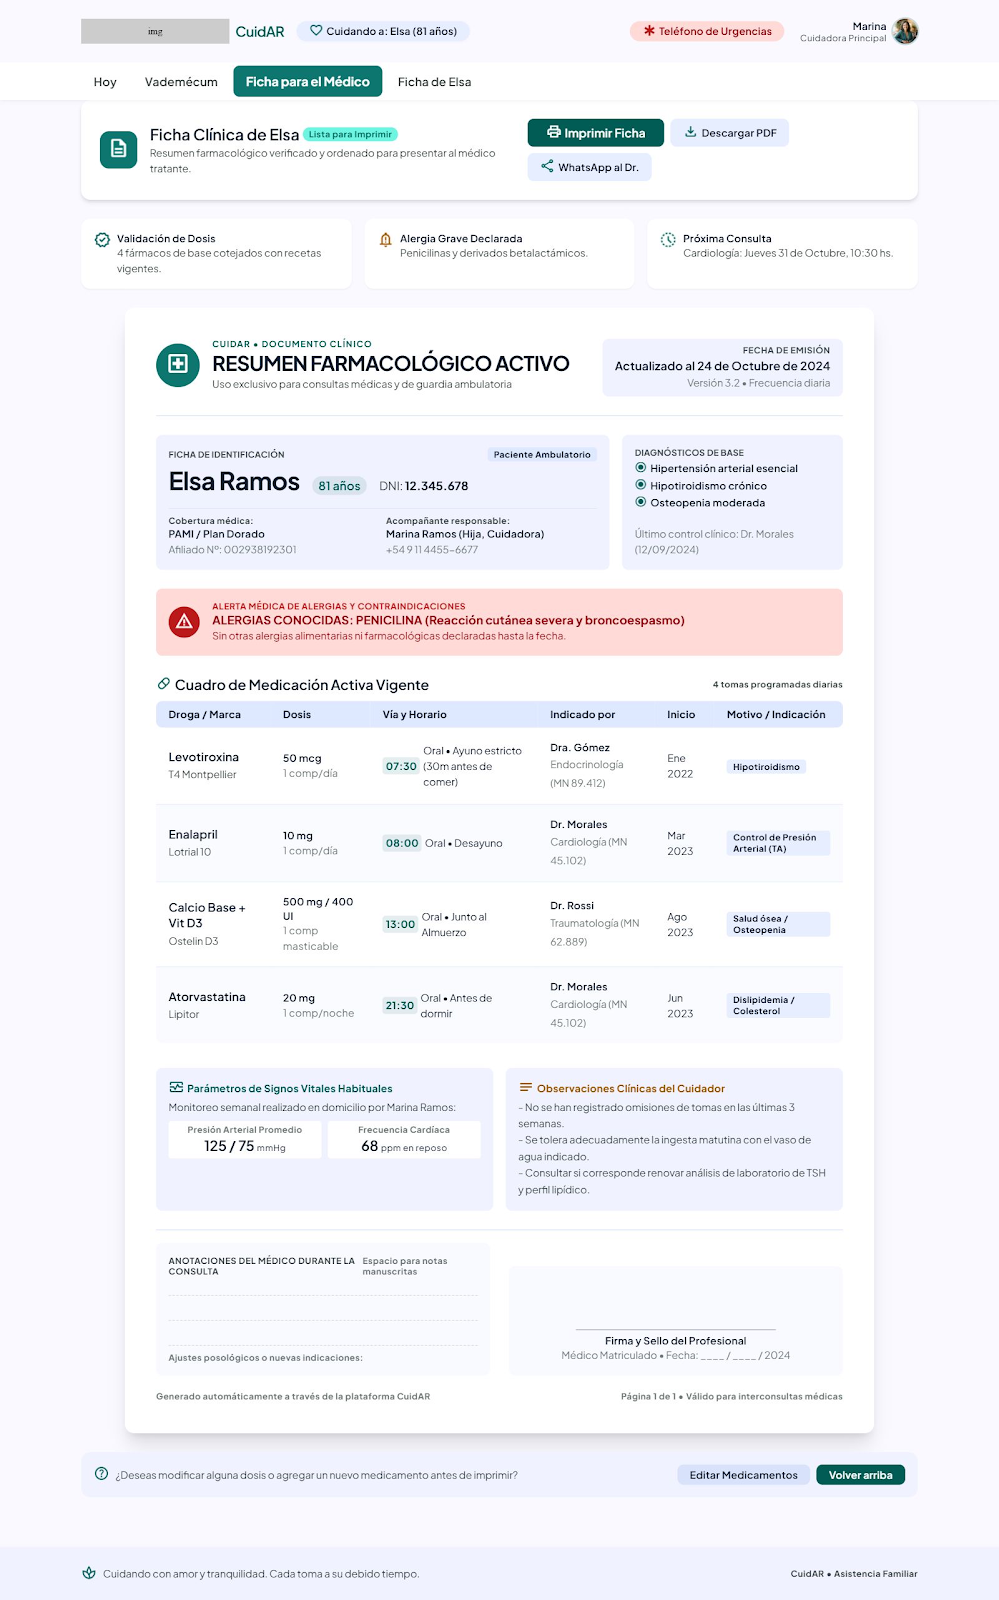 img
CuidAR
Cuidando a: Elsa (81 años)
Teléfono de Urgencias
Marina
Cuidadora Principal
Hoy
Vademécum
Ficha para el Médico
Ficha de Elsa
Ficha Clínica de Elsa
Lista para Imprimir
Resumen farmacológico verificado y ordenado para presentar al médico
tratante.
Imprimir Ficha
Descargar PDF
WhatsApp al Dr.
Validación de Dosis
4 fármacos de base cotejados con recetas
vigentes.
Alergia Grave Declarada
Penicilinas y derivados betalactámicos.
Próxima Consulta
Cardiología: Jueves 31 de Octubre, 10:30 hs.
CUIDAR • DOCUMENTO CLÍNICO
RESUMEN FARMACOLÓGICO ACTIVO
Uso exclusivo para consultas médicas y de guardia ambulatoria
FECHA DE EMISIÓN
Actualizado al 24 de Octubre de 2024
Versión 3.2 • Frecuencia diaria
FICHA DE IDENTIFICACIÓN
Paciente Ambulatorio
Elsa Ramos
81 años
DNI: 12.345.678
Cobertura médica:
PAMI / Plan Dorado
Afiliado Nº: 002938192301
Acompañante responsable:
Marina Ramos (Hija, Cuidadora)
+54 9 11 4455-6677
DIAGNÓSTICOS DE BASE
Hipertensión arterial esencial
Hipotiroidismo crónico
Osteopenia moderada
Último control clínico: Dr. Morales
(12/09/2024)
ALERTA MÉDICA DE ALERGIAS Y CONTRAINDICACIONES
ALERGIAS CONOCIDAS: PENICILINA (Reacción cutánea severa y broncoespasmo)
Sin otras alergias alimentarias ni farmacológicas declaradas hasta la fecha.
Cuadro de Medicación Activa Vigente
4 tomas programadas diarias
Droga / Marca
Dosis
Vía y Horario
Indicado por
Inicio
Motivo / Indicación
Levotiroxina
T4 Montpellier
50 mcg
1 comp/día
07:30
Oral • Ayuno estricto
(30m antes de
comer)
Dra. Gómez
Endocrinología
(MN 89.412)
Ene
2022
Hipotiroidismo
Enalapril
Lotrial 10
10 mg
1 comp/día
08:00
Oral • Desayuno
Dr. Morales
Cardiología (MN
45.102)
Mar
2023
Control de Presión
Arterial (TA)
Calcio Base +
Vit D3
Ostelin D3
500 mg / 400
UI
1 comp
masticable
13:00
Oral • Junto al
Almuerzo
Dr. Rossi
Traumatología (MN
62.889)
Ago
2023
Salud ósea /
Osteopenia
Atorvastatina
Lipitor
20 mg
1 comp/noche
21:30
Oral • Antes de
dormir
Dr. Morales
Cardiología (MN
45.102)
Jun
2023
Dislipidemia /
Colesterol
Parámetros de Signos Vitales Habituales
Monitoreo semanal realizado en domicilio por Marina Ramos:
Presión Arterial Promedio
125 / 75 mmHg
Frecuencia Cardíaca
68 ppm en reposo
Observaciones Clínicas del Cuidador
- No se han registrado omisiones de tomas en las últimas 3
semanas.
- Se tolera adecuadamente la ingesta matutina con el vaso de
agua indicado.
- Consultar si corresponde renovar análisis de laboratorio de TSH
y perfil lipídico.
ANOTACIONES DEL MÉDICO DURANTE LA
CONSULTA
Espacio para notas
manuscritas
Ajustes posológicos o nuevas indicaciones:
Firma y Sello del Profesional
Médico Matriculado • Fecha: ____ / ____ / 2024
Generado automáticamente a través de la plataforma CuidAR
Página 1 de 1 • Válido para interconsultas médicas
¿Deseas modificar alguna dosis o agregar un nuevo medicamento antes de imprimir?
Editar Medicamentos
Volver arriba
Cuidando con amor y tranquilidad. Cada toma a su debido tiempo.
CuidAR • Asistencia Familiar